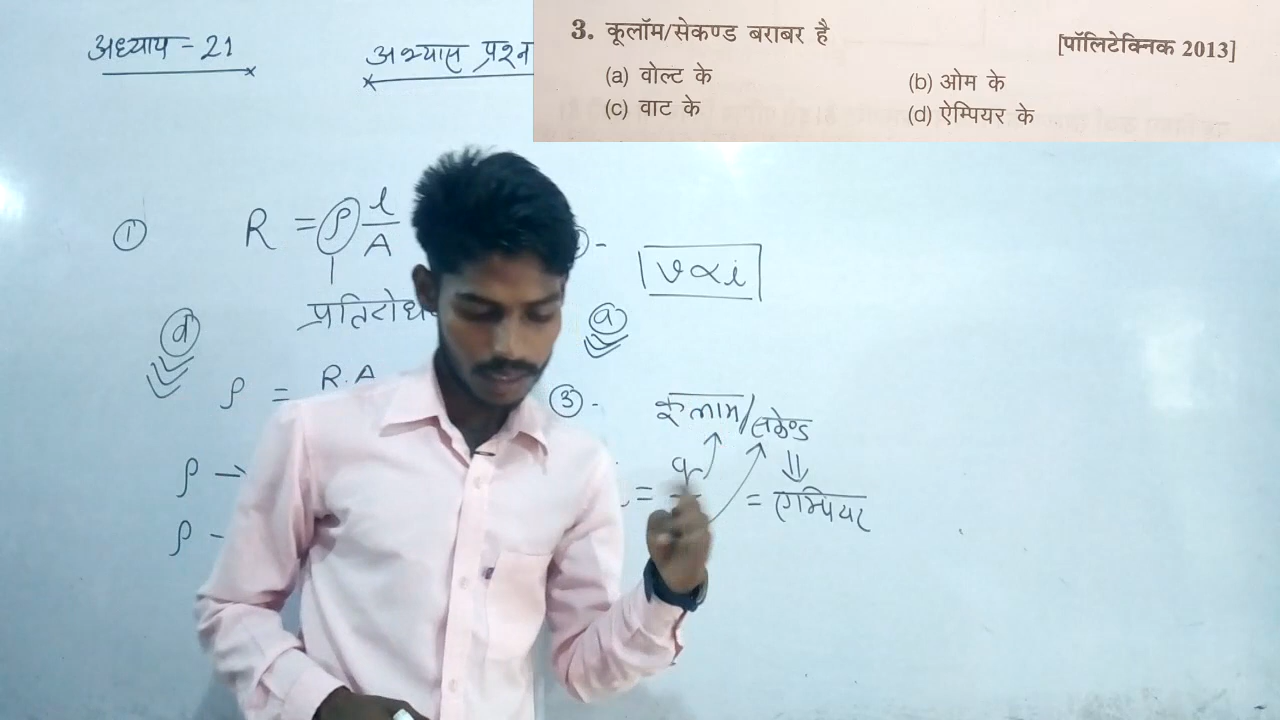 अध्याय - 21
अभ्यास प्रश्न
3. कूलॉम/सेकण्ड बराबर है
[पॉलिटेक्निक 2013]
(a) वोल्ट के
(b) ओम के
(c) वाट के
(d) ऐम्पियर के
① R = ρ l/A
प्रतिरोध
(d)
ρ = R.A
ρ →
ρ -
v ∝ i
(a)
③ - कुलाम/सेकेण्ड
= q
= एम्पियर